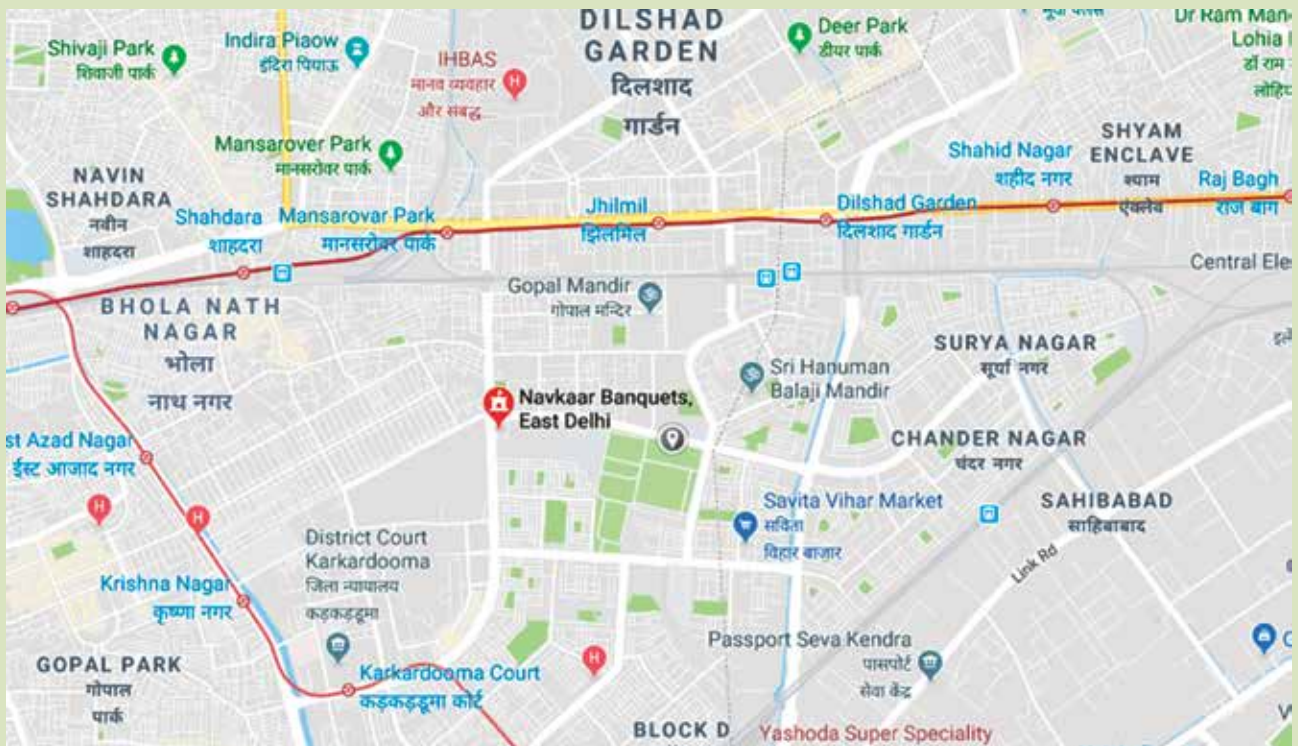 DILSHAD
GARDEN
दिलशाद
गार्डन
Shivaji Park
शिवाजी पार्क
Indira Piaow
इंदिरा पियाऊ
IHBAS
मानव व्यवहार
और संबद्ध...
Deer Park
डीयर पार्क
Dr Ram Man
Lohia
डॉ राम
Mansarover Park
मानसरोवर पार्क
SHYAM
ENCLAVE
श्याम
एंक्लेव
NAVIN
SHAHDARA
नवीन
शाहदरा
Shahdara
शाहदरा
Mansarovar Park
मानसरोवर पार्क
Jhilmil
झिलमिल
Dilshad Garden
दिलशाद गार्डन
Shahid Nagar
शहीद नगर
Raj Bagh
राज बाग
Central Ele
Gopal Mandir
गोपाल मन्दिर
BHOLA NATH
NAGAR
भोला
नाथ नगर
SURYA NAGAR
सूर्या नगर
Sri Hanuman
Balaji Mandir
Navkaar Banquets,
East Delhi
st Azad Nagar
ईस्ट आजाद नगर
CHANDER NAGAR
चंदर नगर
SAHIBABAD
साहिबाबाद
Savita Vihar Market
सविता
विहार बाजार
District Court
Karkardooma
जिला न्यायालय
कड़कड़डूमा
Link Rd
Krishna Nagar
कृष्णा नगर
Passport Seva Kendra
पासपोर्ट
सेवा केंद्र
GOPAL PARK
गोपाल
पार्क
Karkardooma Court
कड़कड़डूमा कोर्ट
BLOCK D
Yashoda Super Speciality